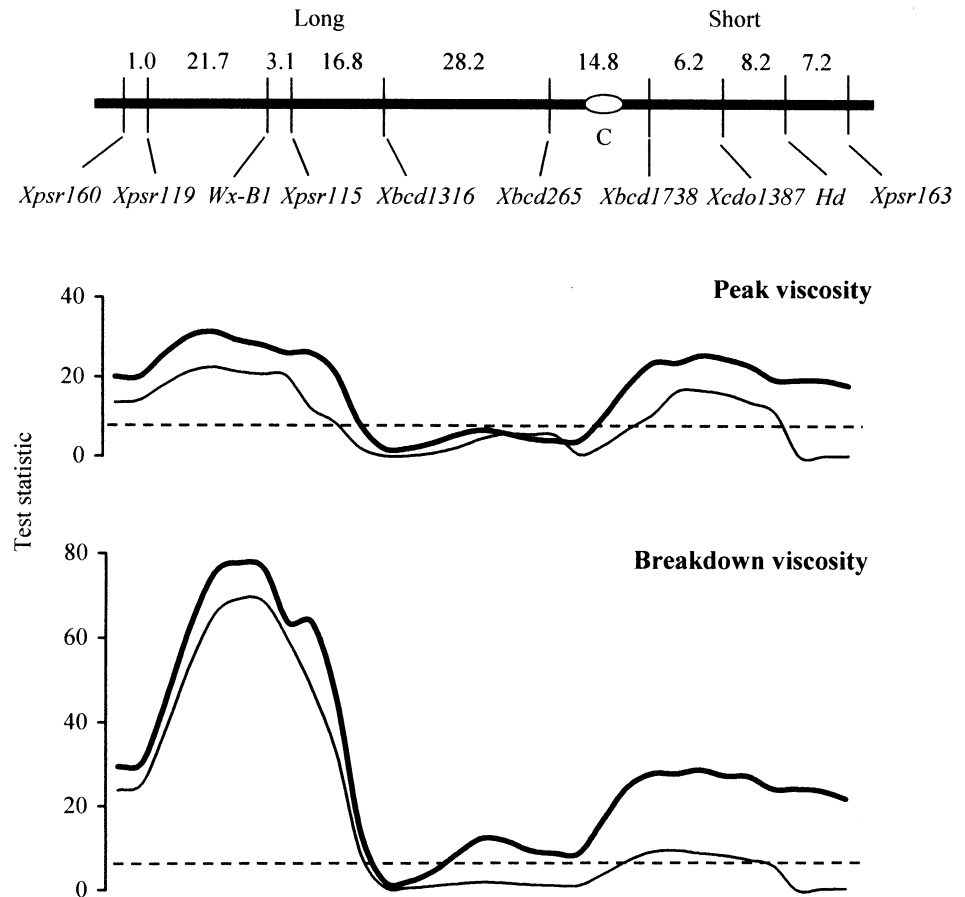 Long Short
1.0 21.7 3.1 16.8 28.2 14.8 6.2 8.2 7.2
C
Xpsr160 Xpsr119 Wx-B1 Xpsr115 Xbcd1316 Xbcd265 Xbcd1738 Xcdo1387 Hd Xpsr163
Peak viscosity
40
20
0
Test statistic
Breakdown viscosity
80
60
40
20
0